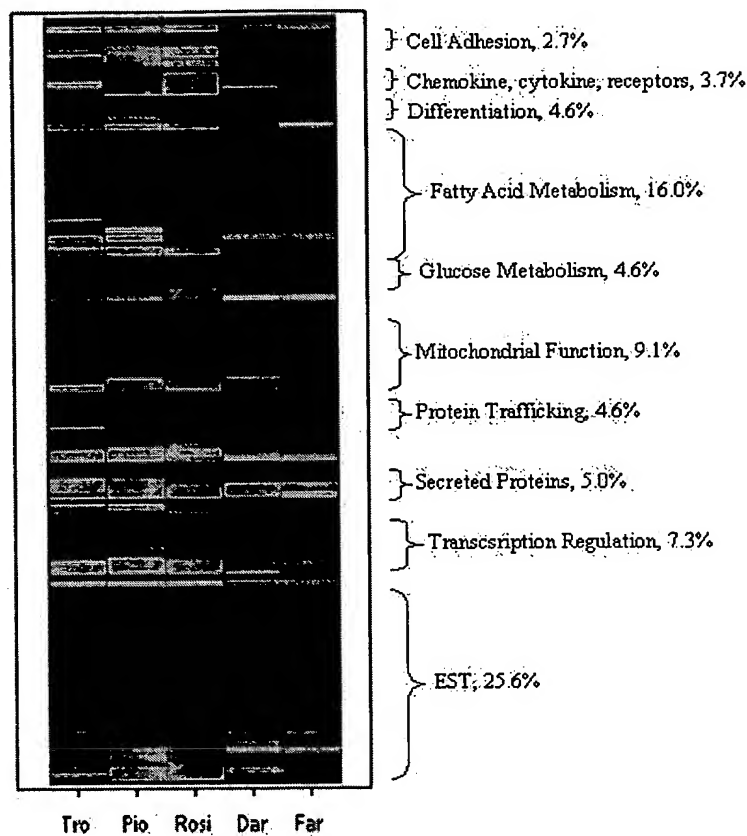 Cell Adhesion, 2.7%
Chemokine, cytokine, receptors, 3.7%
Differentiation, 4.6%
Fatty Acid Metabolism, 16.0%
Glucose Metabolism, 4.6%
Mitochondrial Function, 9.1%
Protein Trafficking, 4.6%
Secreted Proteins, 5.0%
Transcsription Regulation, 7.3%
EST, 25.6%
Tro Pio Rosi Dar Far